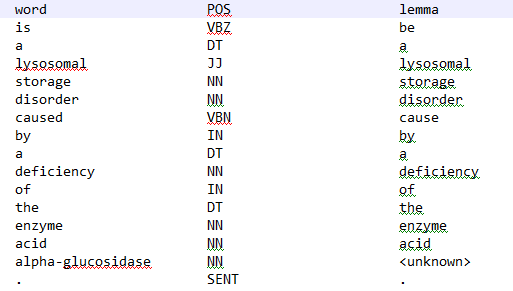 word POS lemma
is VBZ be
a DT a
lysosomal JJ lysosomal
storage NN storage
disorder NN disorder
caused VBN cause
by IN by
a DT a
deficiency NN deficiency
of IN of
the DT the
enzyme NN enzyme
acid NN acid
alpha-glucosidase NN <unknown>
. SENT .